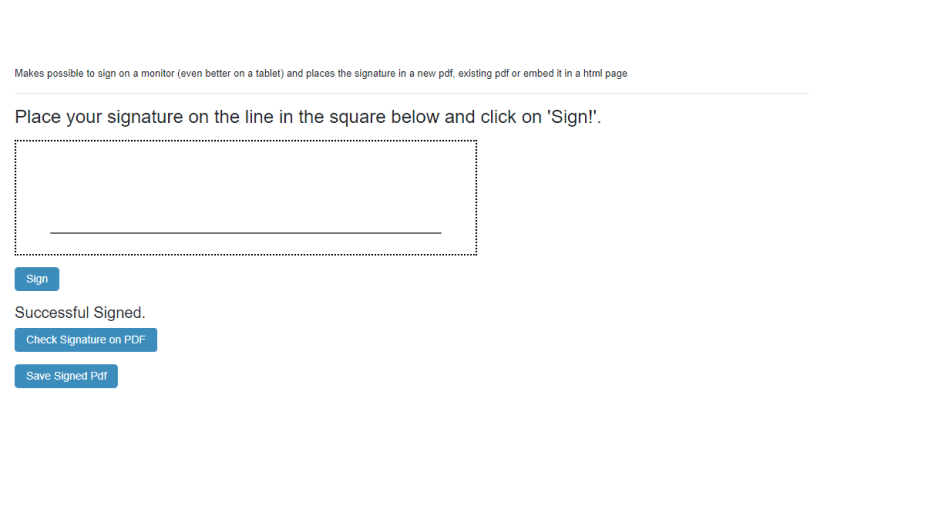 Makes possible to sign on a monitor (even better on a tablet) and places the signature in a new pdf, existing pdf or embed it in a html page
Place your signature on the line in the square below and click on 'Sign!'.
Sign
Successful Signed.
Check Signature on PDF
Save Signed Pdf